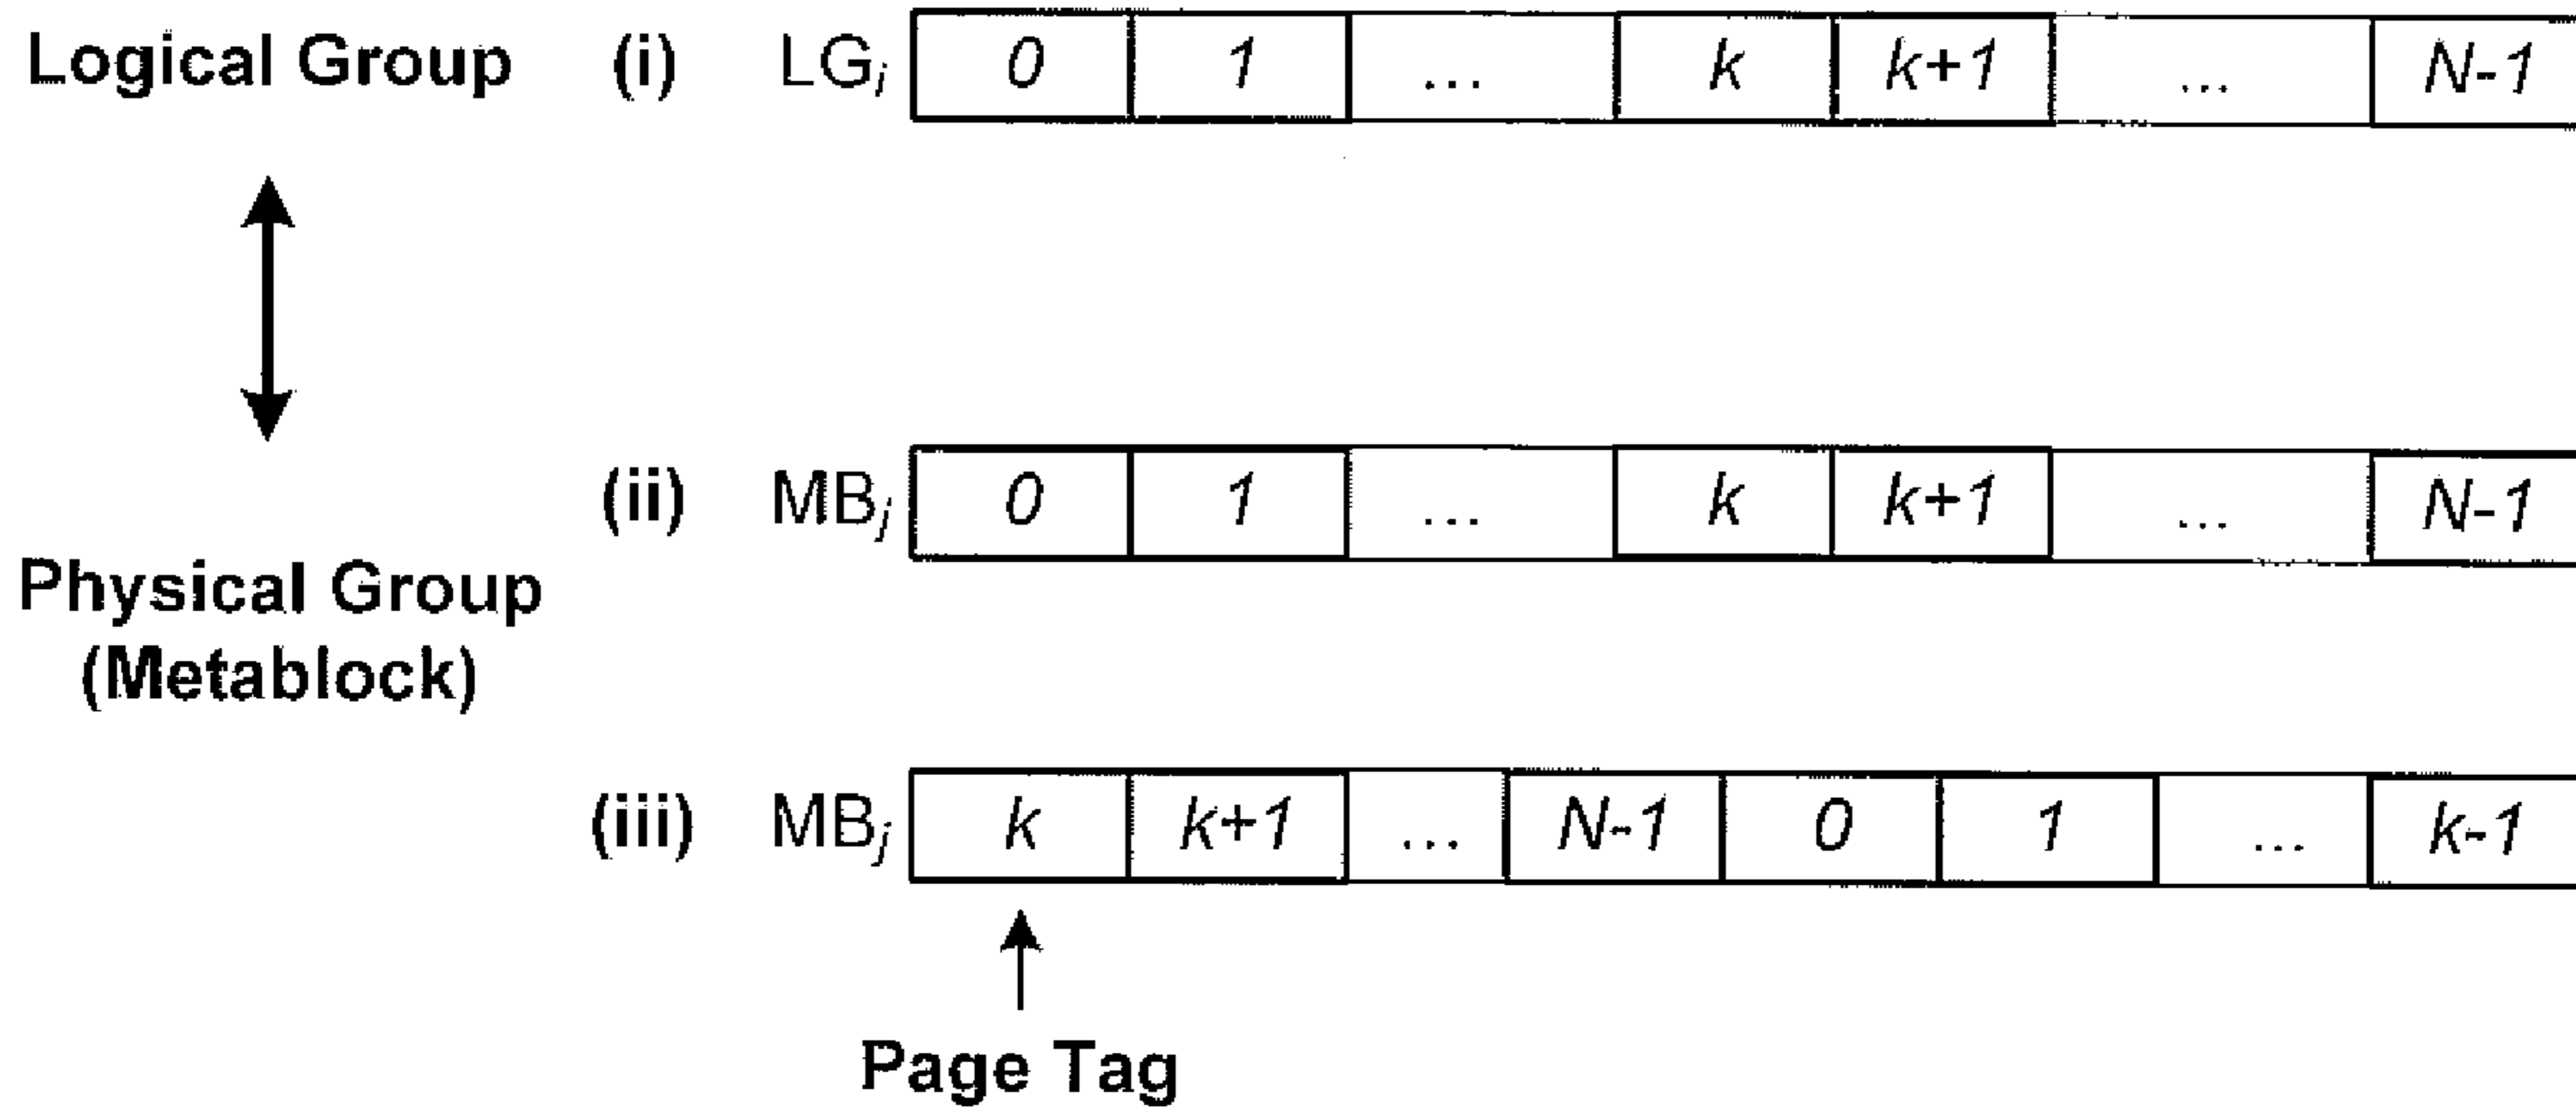 Logical Group (i) LGi 0 1 ... k k+1 ... N-1
(ii) MBj 0 1 ... k k+1 ... N-1
Physical Group
(Metablock)
(iii) MBj k k+1 ... N-1 0 1 ... k-1
Page Tag